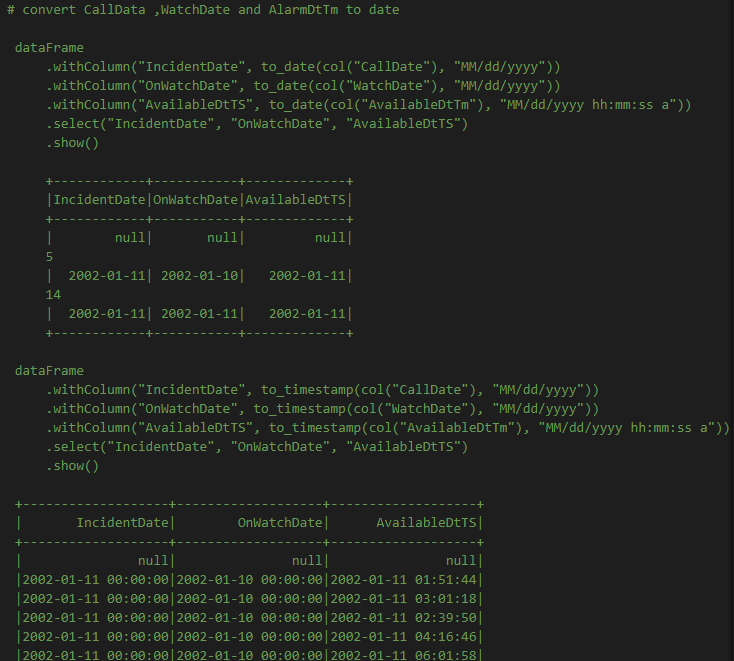 # convert CallData ,WatchDate and AlarmDtTm to date
dataFrame
.withColumn("IncidentDate", to_date(col("CallDate"), "MM/dd/yyyy"))
.withColumn("OnWatchDate", to_date(col("WatchDate"), "MM/dd/yyyy"))
.withColumn("AvailableDtTS", to_date(col("AvailableDtTm"), "MM/dd/yyyy hh:mm:ss a"))
.select("IncidentDate", "OnWatchDate", "AvailableDtTS")
.show()
+------------+-----------+-------------+
|IncidentDate|OnWatchDate|AvailableDtTS|
+------------+-----------+-------------+
|        null|       null|         null|
5
|  2002-01-11| 2002-01-10|   2002-01-11|
14
|  2002-01-11| 2002-01-11|   2002-01-11|
+------------+-----------+-------------+
dataFrame
.withColumn("IncidentDate", to_timestamp(col("CallDate"), "MM/dd/yyyy"))
.withColumn("OnWatchDate", to_timestamp(col("WatchDate"), "MM/dd/yyyy"))
.withColumn("AvailableDtTS", to_timestamp(col("AvailableDtTm"), "MM/dd/yyyy hh:mm:ss a"))
.select("IncidentDate", "OnWatchDate", "AvailableDtTS")
.show()
+-------------------+-------------------+-------------------+
|       IncidentDate|        OnWatchDate|      AvailableDtTS|
+-------------------+-------------------+-------------------+
|               null|               null|               null|
|2002-01-11 00:00:00|2002-01-10 00:00:00|2002-01-11 01:51:44|
|2002-01-11 00:00:00|2002-01-10 00:00:00|2002-01-11 03:01:18|
|2002-01-11 00:00:00|2002-01-10 00:00:00|2002-01-11 02:39:50|
|2002-01-11 00:00:00|2002-01-10 00:00:00|2002-01-11 04:16:46|
|2002-01-11 00:00:00|2002-01-10 00:00:00|2002-01-11 06:01:58|